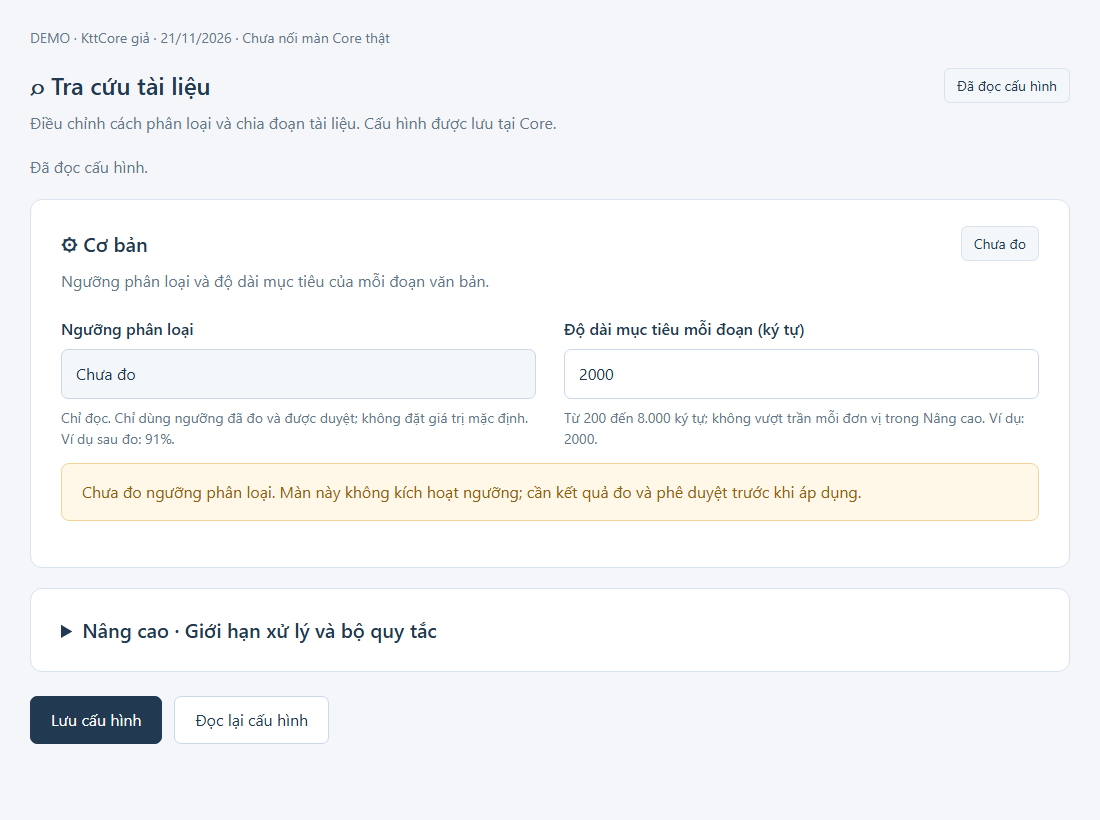 DEMO · KttCore giả · 21/11/2026 · Chưa nối màn Core thật
Tra cứu tài liệu
Đã đọc cấu hình
Điều chỉnh cách phân loại và chia đoạn tài liệu. Cấu hình được lưu tại Core.
Đã đọc cấu hình.
Cơ bản
Chưa đo
Ngưỡng phân loại và độ dài mục tiêu của mỗi đoạn văn bản.
Ngưỡng phân loại
Chưa đo
Chỉ đọc. Chỉ dùng ngưỡng đã đo và được duyệt; không đặt giá trị mặc định.
Ví dụ sau đo: 91%.
Độ dài mục tiêu mỗi đoạn (ký tự)
2000
Từ 200 đến 8.000 ký tự; không vượt trần mỗi đơn vị trong Nâng cao. Ví dụ:
2000.
Chưa đo ngưỡng phân loại. Màn này không kích hoạt ngưỡng; cần kết quả đo và phê duyệt trước khi áp dụng.
Nâng cao · Giới hạn xử lý và bộ quy tắc
Lưu cấu hình
Đọc lại cấu hình